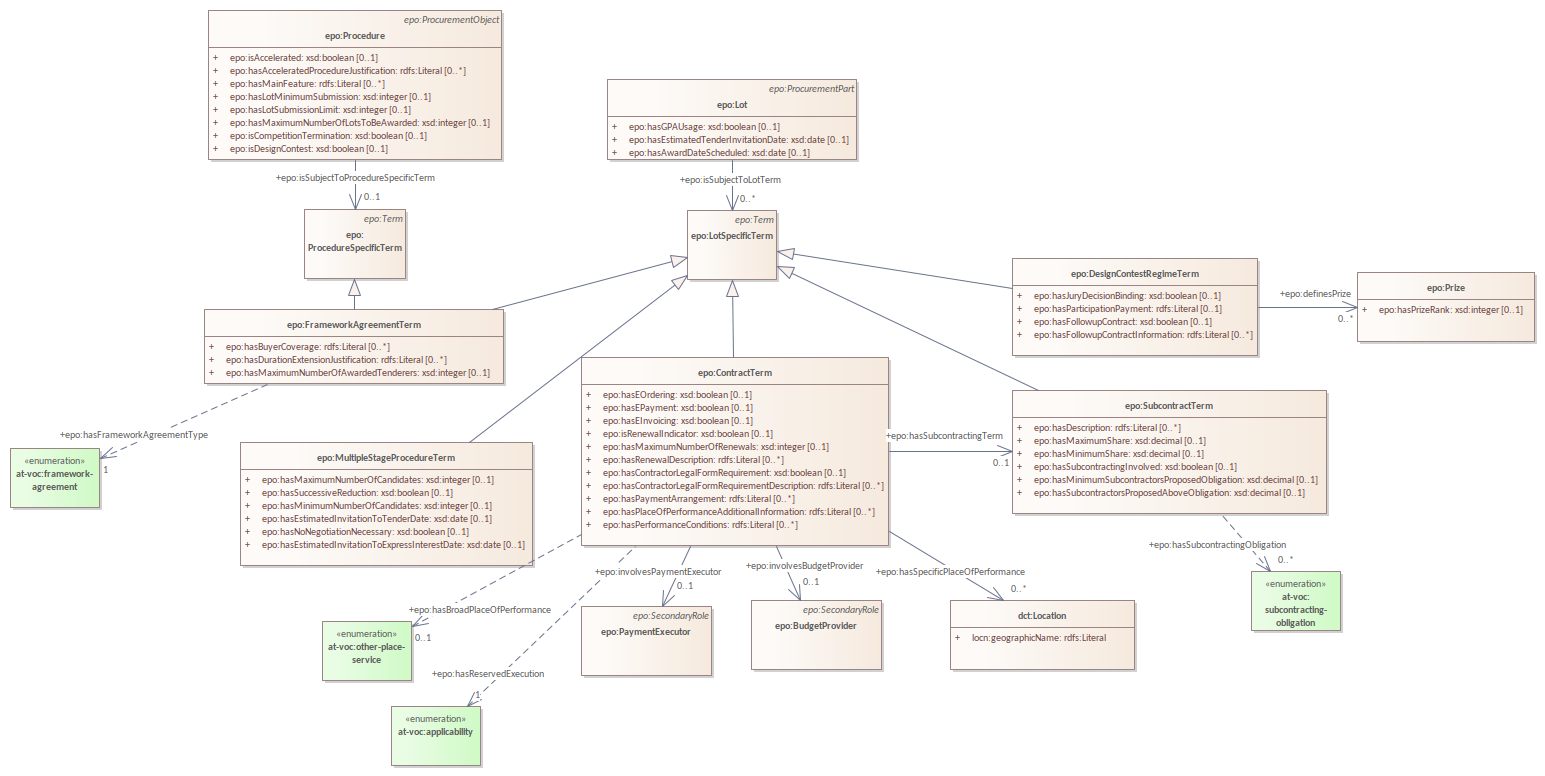 epo:ProcurementObject
epo:Procedure
+ epo:isAccelerated: xsd:boolean [0..1]
+ epo:hasAcceleratedProcedureJustification: rdfs:Literal [0..*]
+ epo:hasMainFeature: rdfs:Literal [0..*]
+ epo:hasLotMinimumSubmission: xsd:integer [0..1]
+ epo:hasLotSubmissionLimit: xsd:integer [0..1]
+ epo:hasMaximumNumberOfLotsToBeAwarded: xsd:integer [0..1]
+ epo:isCompetitionTermination: xsd:boolean [0..1]
+ epo:isDesignContest: xsd:boolean [0..1]
epo:ProcurementPart
epo:Lot
+ epo:hasGPAUsage: xsd:boolean [0..1]
+ epo:hasEstimatedTenderInvitationDate: xsd:date [0..1]
+ epo:hasAwardDateScheduled: xsd:date [0..1]
+epo:isSubjectToProcedureSpecificTerm
0..1
+epo:isSubjectToLotTerm
0..*
epo:Term
epo:
ProcedureSpecificTerm
epo:Term
epo:LotSpecificTerm
epo:DesignContestRegimeTerm
+ epo:hasJuryDecisionBinding: xsd:boolean [0..1]
+ epo:hasParticipationPayment: rdfs:Literal [0..1]
+ epo:hasFollowupContract: xsd:boolean [0..1]
+ epo:hasFollowupContractInformation: rdfs:Literal [0..*]
+epo:definesPrize
0..*
epo:Prize
+ epo:hasPrizeRank: xsd:integer [0..1]
epo:FrameworkAgreementTerm
+ epo:hasBuyerCoverage: rdfs:Literal [0..*]
+ epo:hasDurationExtensionJustification: rdfs:Literal [0..*]
+ epo:hasMaximumNumberOfAwardedTenderers: xsd:integer [0..1]
+epo:hasFrameworkAgreementType
1
«enumeration»
at-voc:framework-
agreement
epo:MultipleStageProcedureTerm
+ epo:hasMaximumNumberOfCandidates: xsd:integer [0..1]
+ epo:hasSuccessiveReduction: xsd:boolean [0..1]
+ epo:hasMinimumNumberOfCandidates: xsd:integer [0..1]
+ epo:hasEstimatedInvitationToTenderDate: xsd:date [0..1]
+ epo:hasNoNegotiationNecessary: xsd:boolean [0..1]
+ epo:hasEstimatedInvitationToExpressInterestDate: xsd:date [0..1]
epo:ContractTerm
+ epo:hasEOrdering: xsd:boolean [0..1]
+ epo:hasEPayment: xsd:boolean [0..1]
+ epo:hasEInvoicing: xsd:boolean [0..1]
+ epo:isRenewalIndicator: xsd:boolean [0..1]
+ epo:hasMaximumNumberOfRenewals: xsd:integer [0..1]
+ epo:hasRenewalDescription: rdfs:Literal [0..*]
+ epo:hasContractorLegalFormRequirement: xsd:boolean [0..1]
+ epo:hasContractorLegalFormRequirementDescription: rdfs:Literal [0..*]
+ epo:hasPaymentArrangement: rdfs:Literal [0..*]
+ epo:hasPlaceOfPerformanceAdditionalInformation: rdfs:Literal [0..*]
+ epo:hasPerformanceConditions: rdfs:Literal [0..*]
+epo:hasSubcontractingTerm
0..1
epo:SubcontractTerm
+ epo:hasDescription: rdfs:Literal [0..*]
+ epo:hasMaximumShare: xsd:decimal [0..1]
+ epo:hasMinimumShare: xsd:decimal [0..1]
+ epo:hasSubcontractingInvolved: xsd:boolean [0..1]
+ epo:hasMinimumSubcontractorsProposedObligation: xsd:decimal [0..1]
+ epo:hasSubcontractorsProposedAboveObligation: xsd:decimal [0..1]
+epo:hasSubcontractingObligation
0..*
«enumeration»
at-voc:
subcontracting-
obligation
+epo:hasBroadPlaceOfPerformance
0..1
«enumeration»
at-voc:other-place-
service
+epo:hasReservedExecution
1
«enumeration»
at-voc:applicability
+epo:involvesPaymentExecutor
0..1
epo:SecondaryRole
epo:PaymentExecutor
+epo:involvesBudgetProvider
0..1
epo:SecondaryRole
epo:BudgetProvider
+epo:hasSpecificPlaceOfPerformance
0..*
dct:Location
+ locn:geographicName: rdfs:Literal